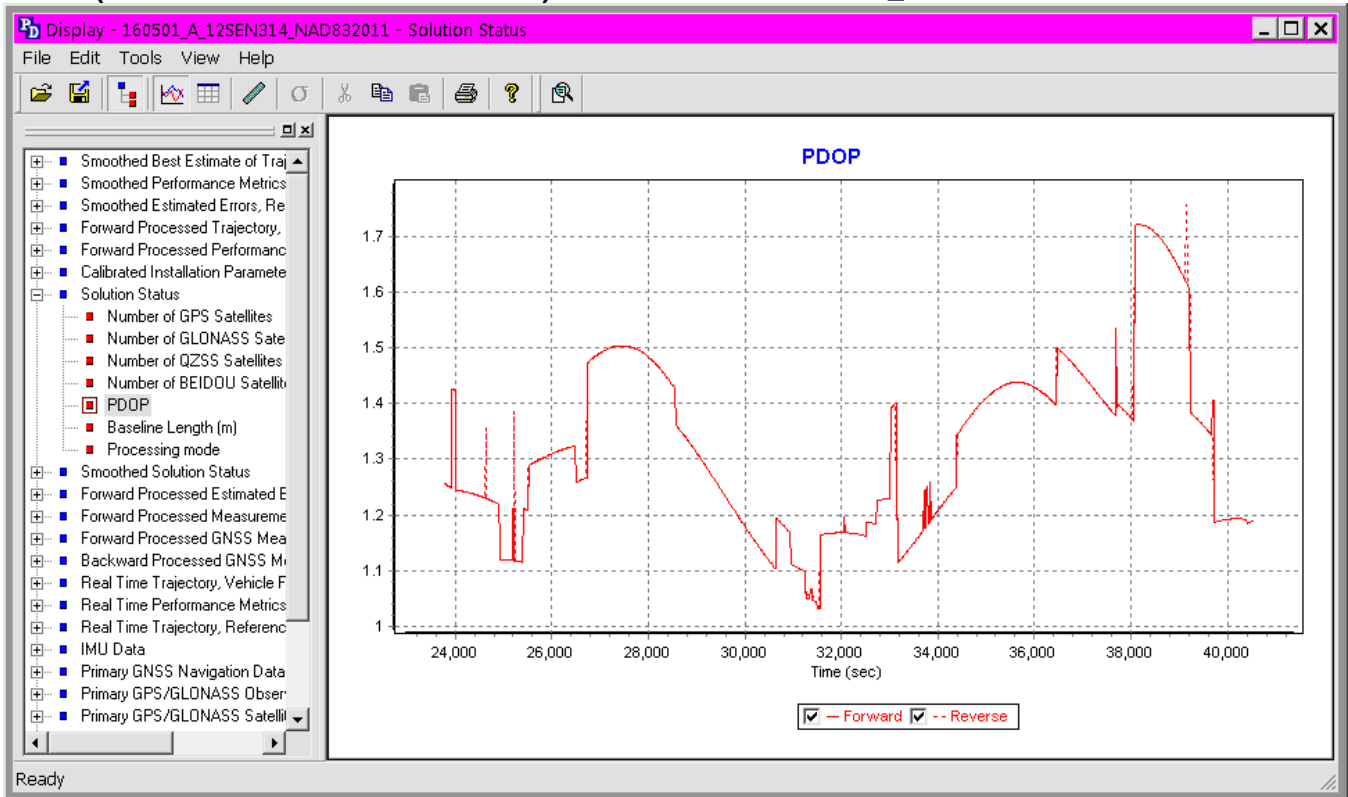 Display - 160501_A_12SEN314_NAD832011 - Solution Status
File Edit Tools View Help
Smoothed Best Estimate of Traj
Smoothed Performance Metrics
Smoothed Estimated Errors, Re
Forward Processed Trajectory,
Forward Processed Performanc
Calibrated Installation Paramete
Solution Status
Number of GPS Satellites
Number of GLONASS Sate
Number of QZSS Satellites
Number of BEIDOU Satellit
PDOP
Baseline Length (m)
Processing mode
Smoothed Solution Status
Forward Processed Estimated E
Forward Processed Measureme
Forward Processed GNSS Mea
Backward Processed GNSS M
Real Time Trajectory, Vehicle F
Real Time Performance Metrics
Real Time Trajectory, Referenc
IMU Data
Primary GNSS Navigation Data
Primary GPS/GLONASS Obser
Primary GPS/GLONASS Satelli
PDOP
1.7
1.6
1.5
1.4
1.3
1.2
1.1
1
24,000 26,000 28,000 30,000 32,000 34,000 36,000 38,000 40,000
Time (sec)
Forward Reverse
Ready